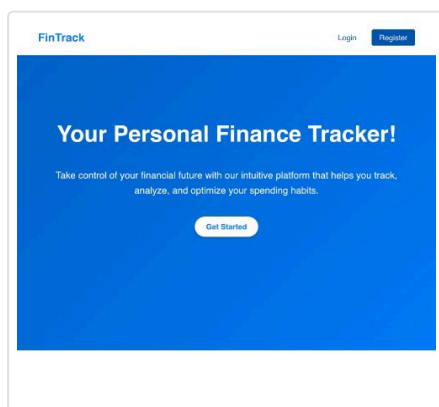 FinTrack
Login
Register
Your Personal Finance Tracker!
Take control of your financial future with our intuitive platform that helps you track,
analyze, and optimize your spending habits.
Get Started